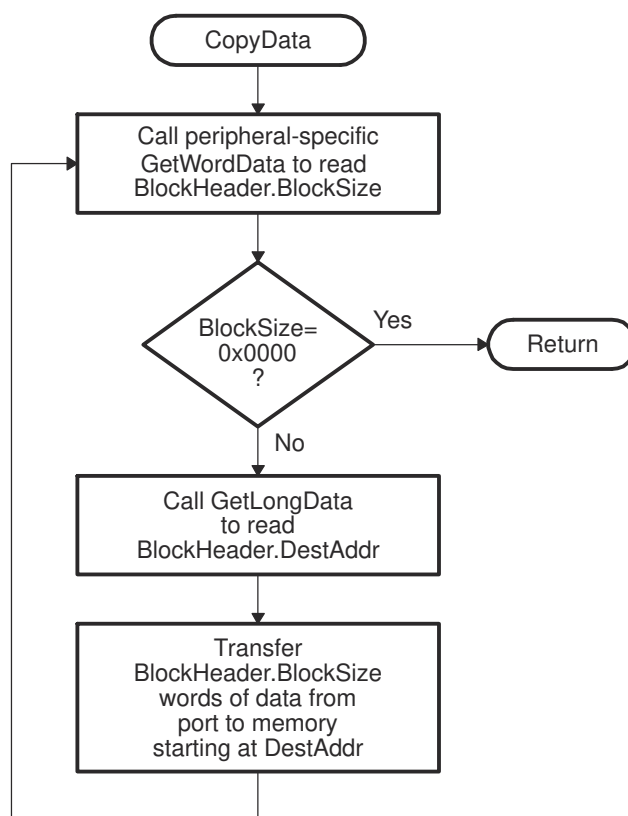 CopyData
Call peripheral-specific
GetWordData to read
BlockHeader.BlockSize
BlockSize=
0x0000
?
Yes
Return
No
Call GetLongData
to read
BlockHeader.DestAddr
Transfer
BlockHeader.BlockSize
words of data from
port to memory
starting at DestAddr